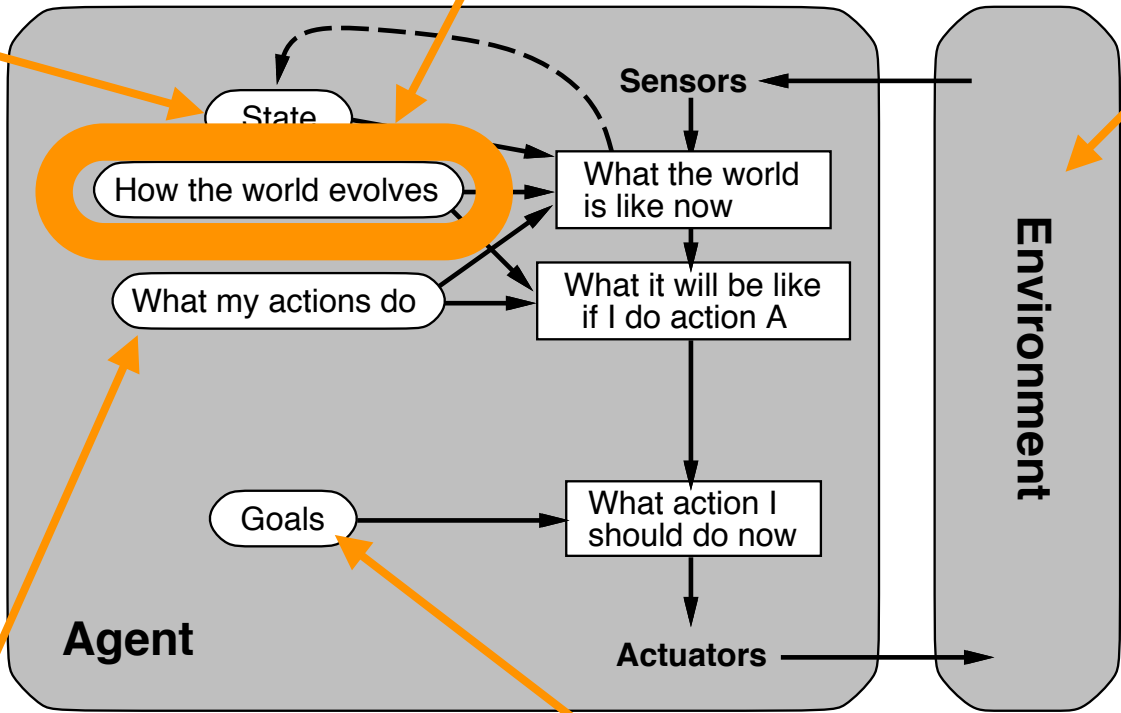 Sensors
State
What the world
is like now
How the world evolves
What it will be like
if I do action A
What my actions do
Environment
What action I
should do now
Goals
Agent
Actuators